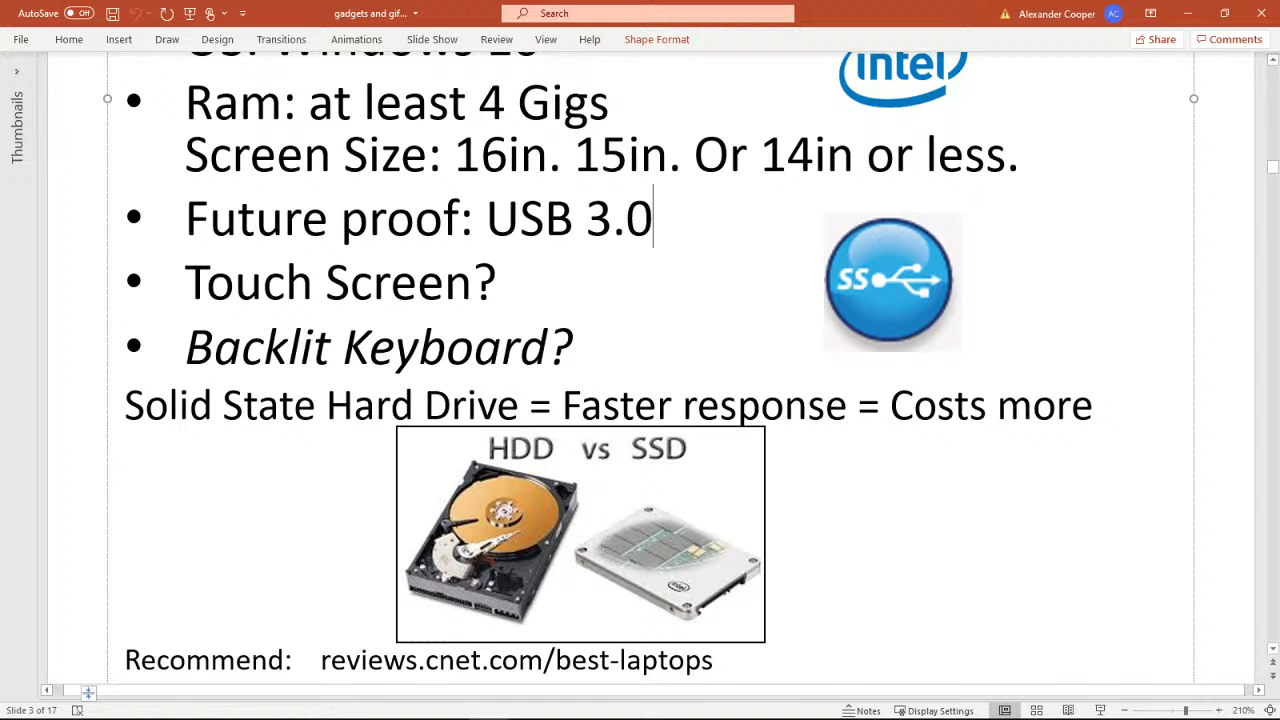 AutoSave Off gadgets and gif... Search Alexander Cooper AC
File Home Insert Draw Design Transitions Animations Slide Show Review View Help Shape Format Share Comments
Thumbnails
intel
• Ram: at least 4 Gigs
Screen Size: 16in. 15in. Or 14in or less.
• Future proof: USB 3.0
SS
• Touch Screen?
• Backlit Keyboard?
Solid State Hard Drive = Faster response = Costs more
HDD vs SSD
intel
Recommend: reviews.cnet.com/best-laptops
Slide 3 of 17 Notes Display Settings 210%